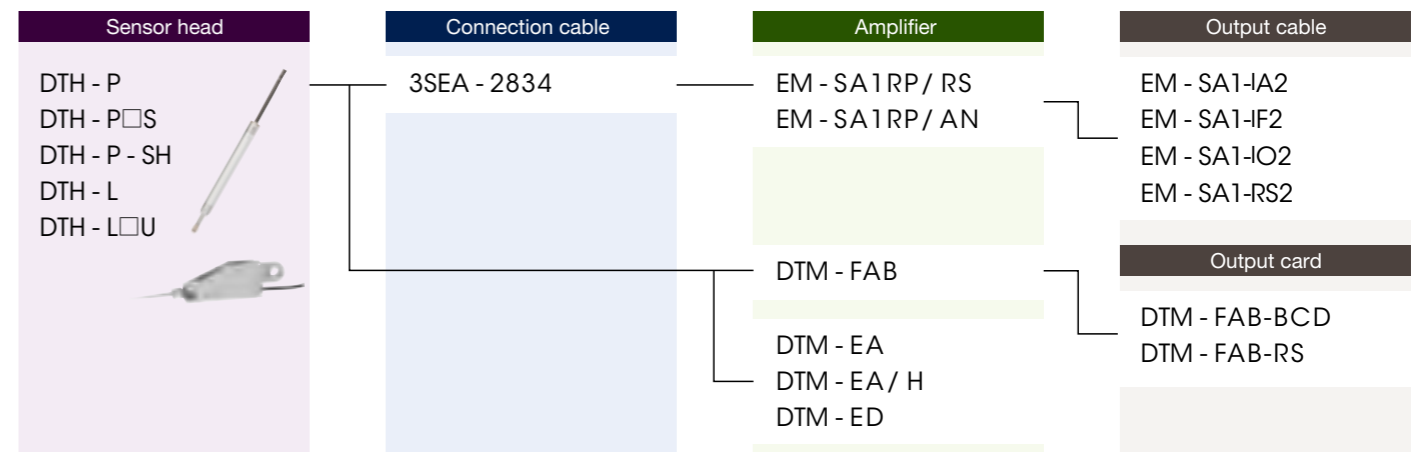 Sensor head
DTH - P
DTH - P□S
DTH - P - SH
DTH - L
DTH - L□U
Connection cable
3SEA - 2834
Amplifier
EM - SA1RP / RS
EM - SA1RP / AN
DTM - FAB
DTM - EA
DTM - EA / H
DTM - ED
Output cable
EM - SA1-IA2
EM - SA1-IF2
EM - SA1-IO2
EM - SA1-RS2
Output card
DTM - FAB-BCD
DTM - FAB-RS